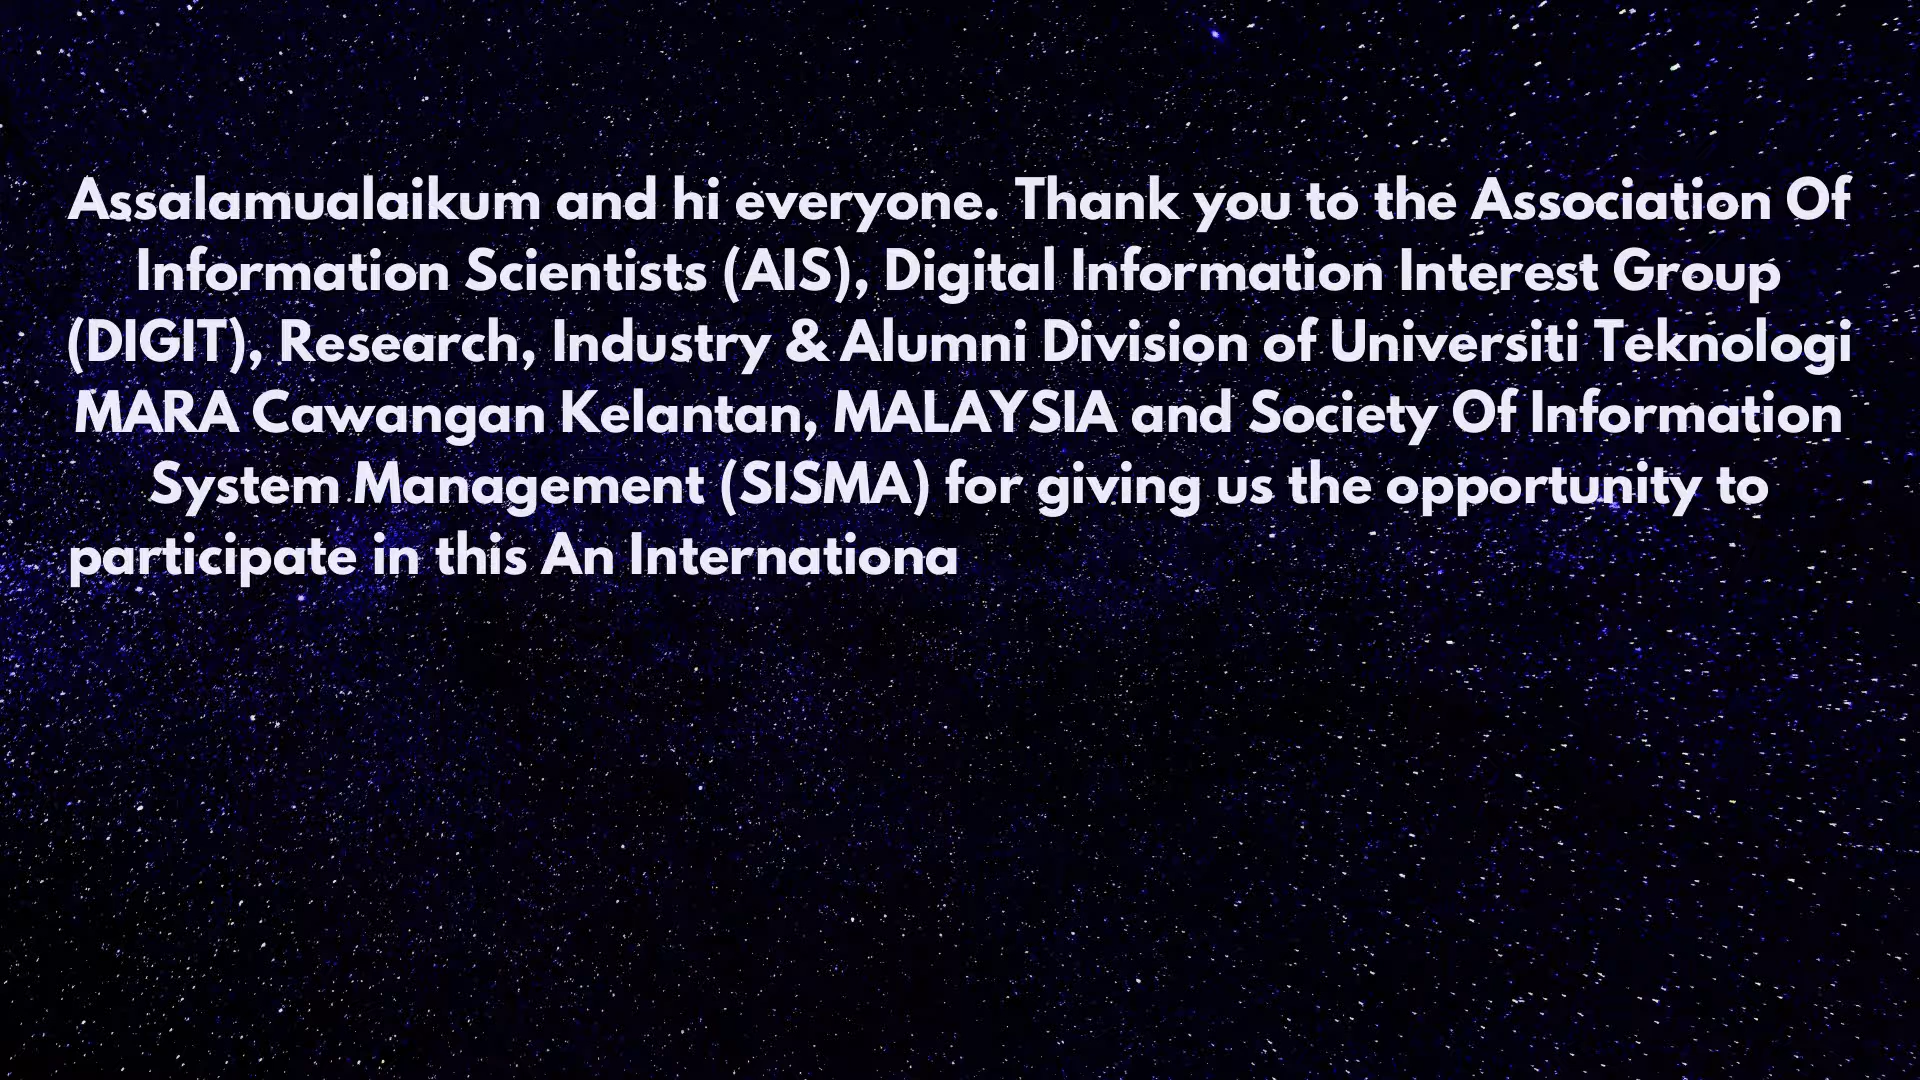 Assalamualaikum and hi everyone. Thank you to the Association Of
Information Scientists (AIS), Digital Information Interest Group
(DIGIT), Research, Industry & Alumni Division of Universiti Teknologi
MARA Cawangan Kelantan, MALAYSIA and Society Of Information
System Management (SISMA) for giving us the opportunity to
participate in this An Internationa